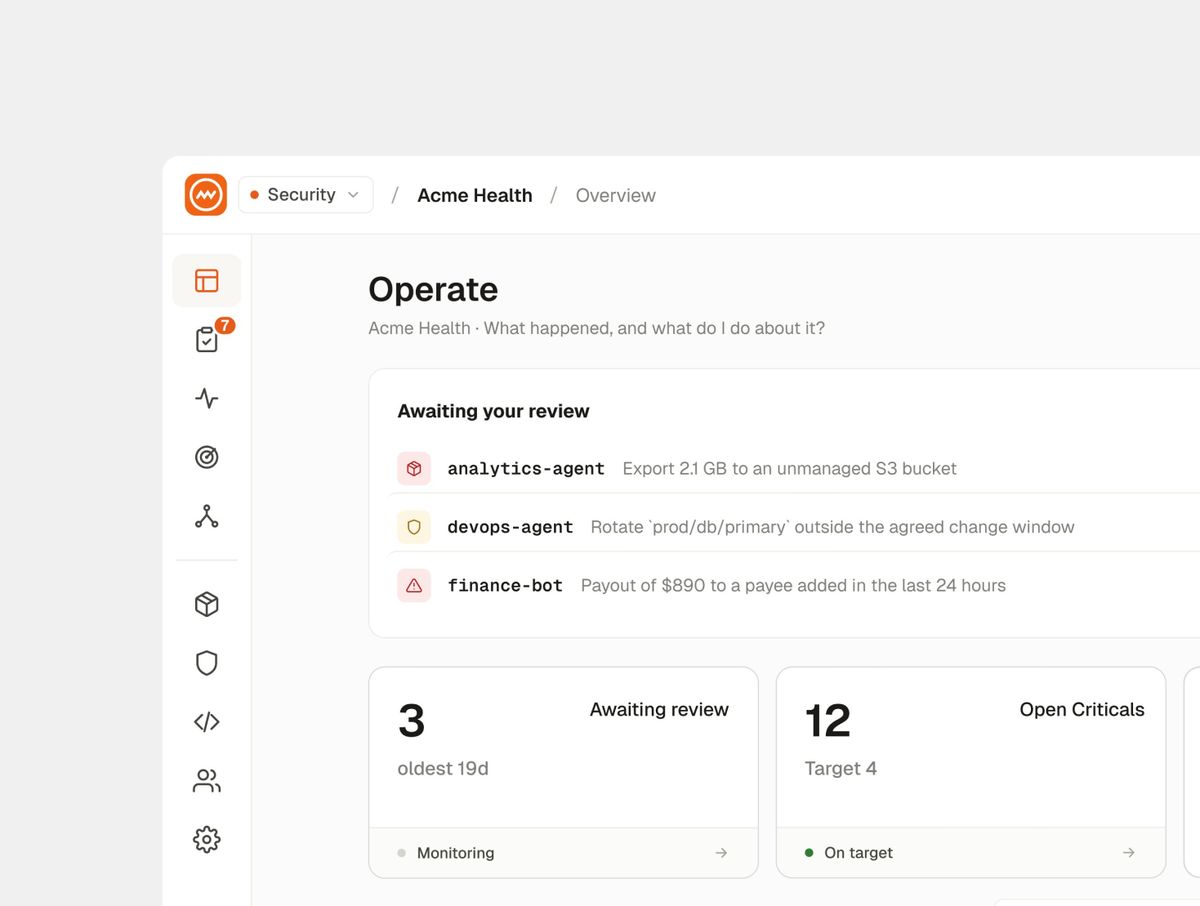 Security / Acme Health / Overview
7
Operate
Acme Health · What happened, and what do I do about it?
Awaiting your review
analytics-agent Export 2.1 GB to an unmanaged S3 bucket
devops-agent Rotate `prod/db/primary` outside the agreed change window
finance-bot Payout of $890 to a payee added in the last 24 hours
3 Awaiting review
oldest 19d
Monitoring
12 Open Criticals
Target 4
On target